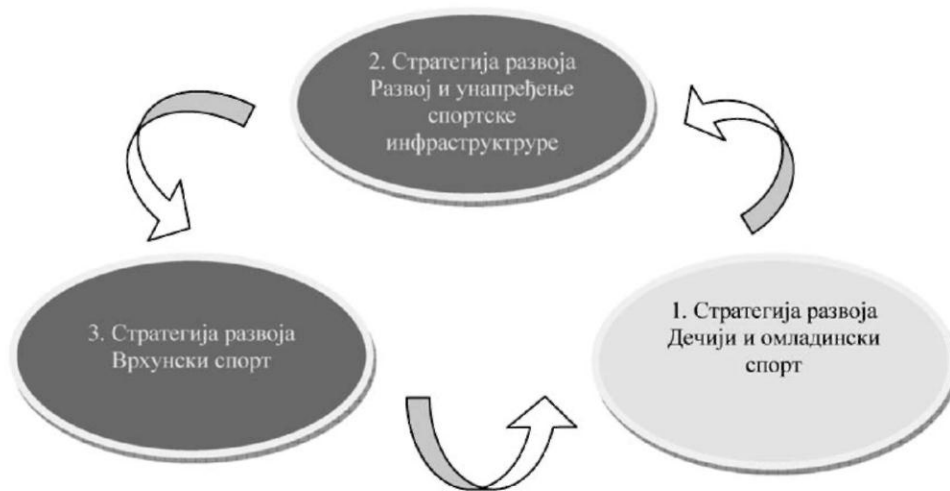 2. Стратегија развоја
Развој и унапређење
спортске
инфраструктруре
3. Стратегија развоја
Врхунски спорт
1. Стратегија развоја
Дечији и омладински
спорт